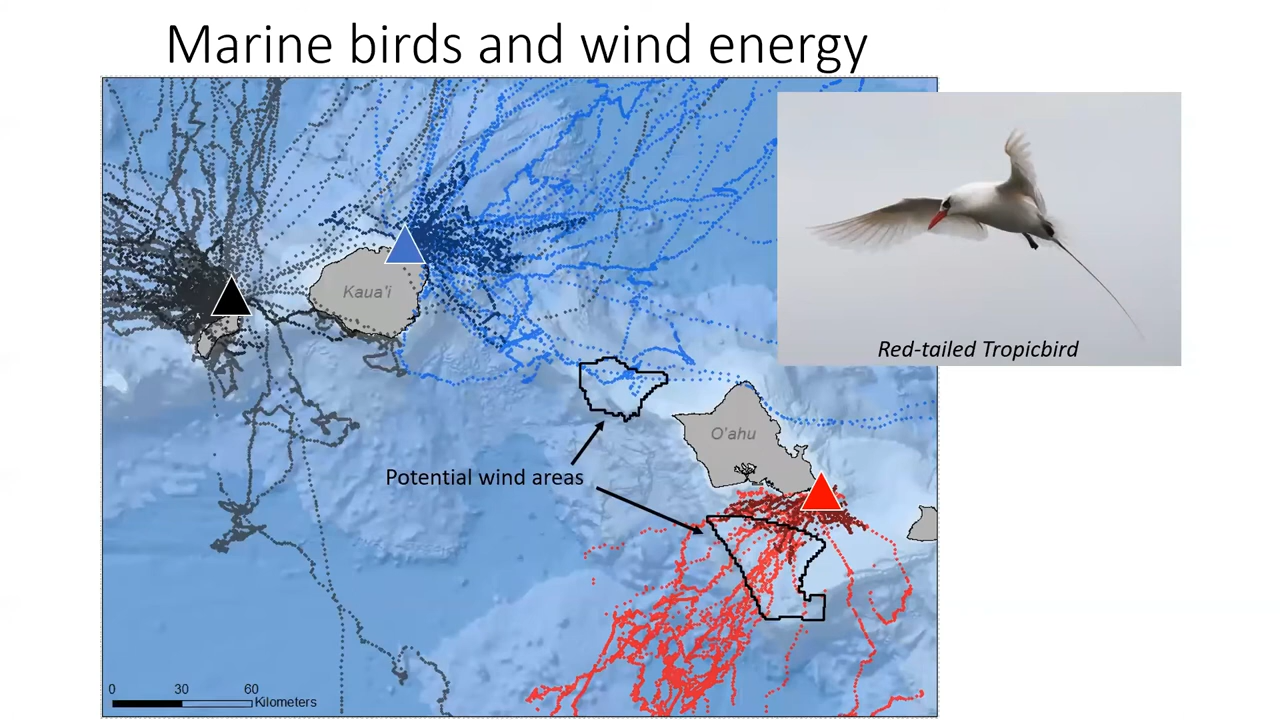 Marine birds and wind energy
Kaua'i
Red-tailed Tropicbird
O'ahu
Potential wind areas
0 30 60
Kilometers